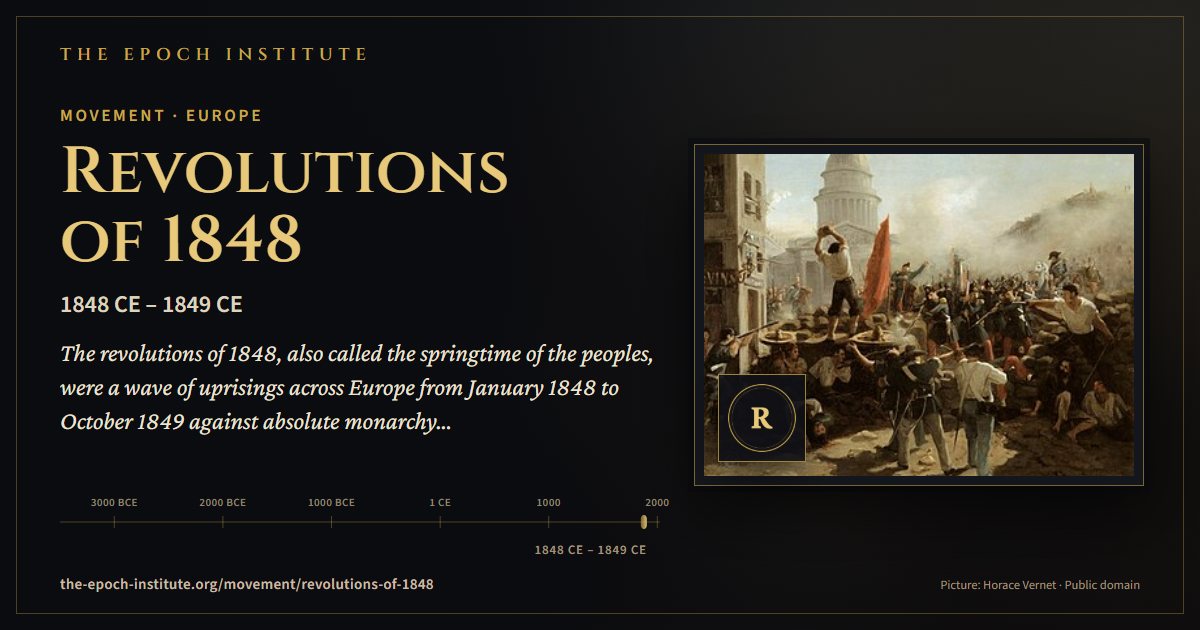 THE EPOCH INSTITUTE
MOVEMENT · EUROPE
REVOLUTIONS
OF 1848
1848 CE – 1849 CE
The revolutions of 1848, also called the springtime of the peoples,
were a wave of uprisings across Europe from January 1848 to
October 1849 against absolute monarchy...
R
3000 BCE 2000 BCE 1000 BCE 1 CE 1000 2000
1848 CE – 1849 CE
the-epoch-institute.org/movement/revolutions-of-1848
Picture: Horace Vernet · Public domain